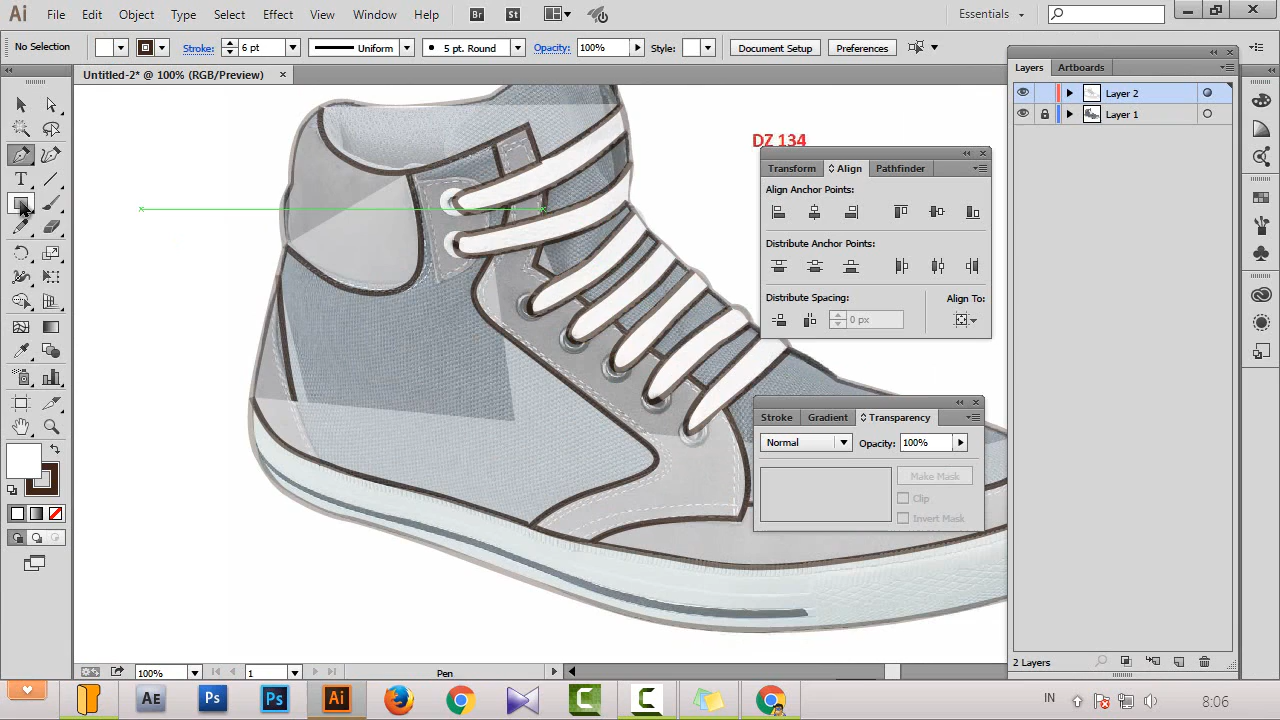 Ai File Edit Object Type Select Effect View Window Help Br St Essentials
No Selection Stroke: 6 pt Uniform 5 pt. Round Opacity: 100% Style: Document Setup Preferences
Untitled-2* @ 100% (RGB/Preview)
Layers Artboards
Layer 2
Layer 1
DZ 134
Transform Align Pathfinder
Align Anchor Points:
Distribute Anchor Points:
Distribute Spacing: Align To:
0 px
Stroke Gradient Transparency
Normal Opacity: 100%
Make Mask
Clip
Invert Mask
T
2 Layers
100% 1 Pen
AE Ps Ps Ai IN 8:06